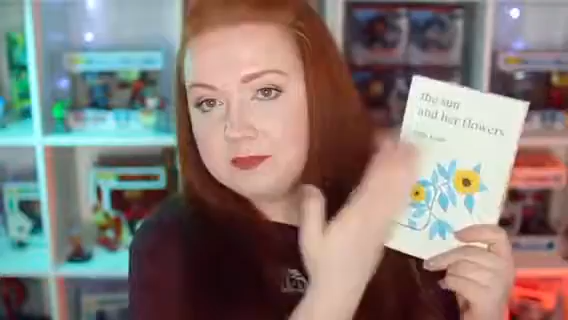 the sun
and her flowers